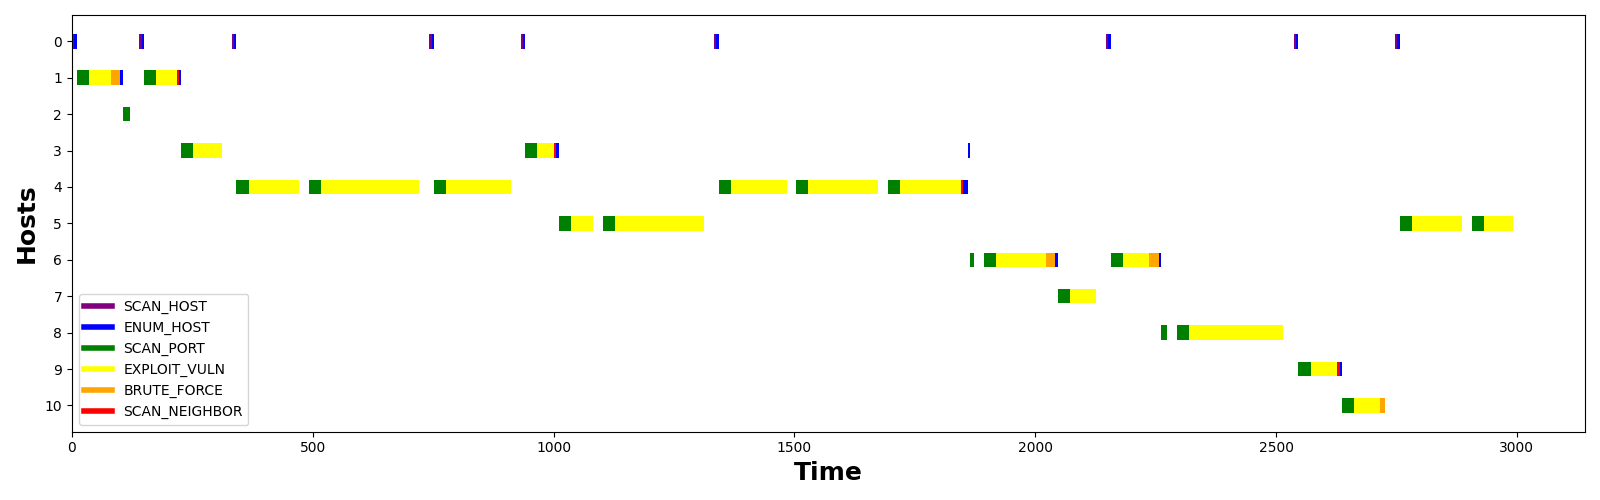 0
1
2
3
4
5
6
7
8
9
10
Hosts
SCAN_HOST
ENUM_HOST
SCAN_PORT
EXPLOIT_VULN
BRUTE_FORCE
SCAN_NEIGHBOR
0 500 1000 1500 2000 2500 3000
Time